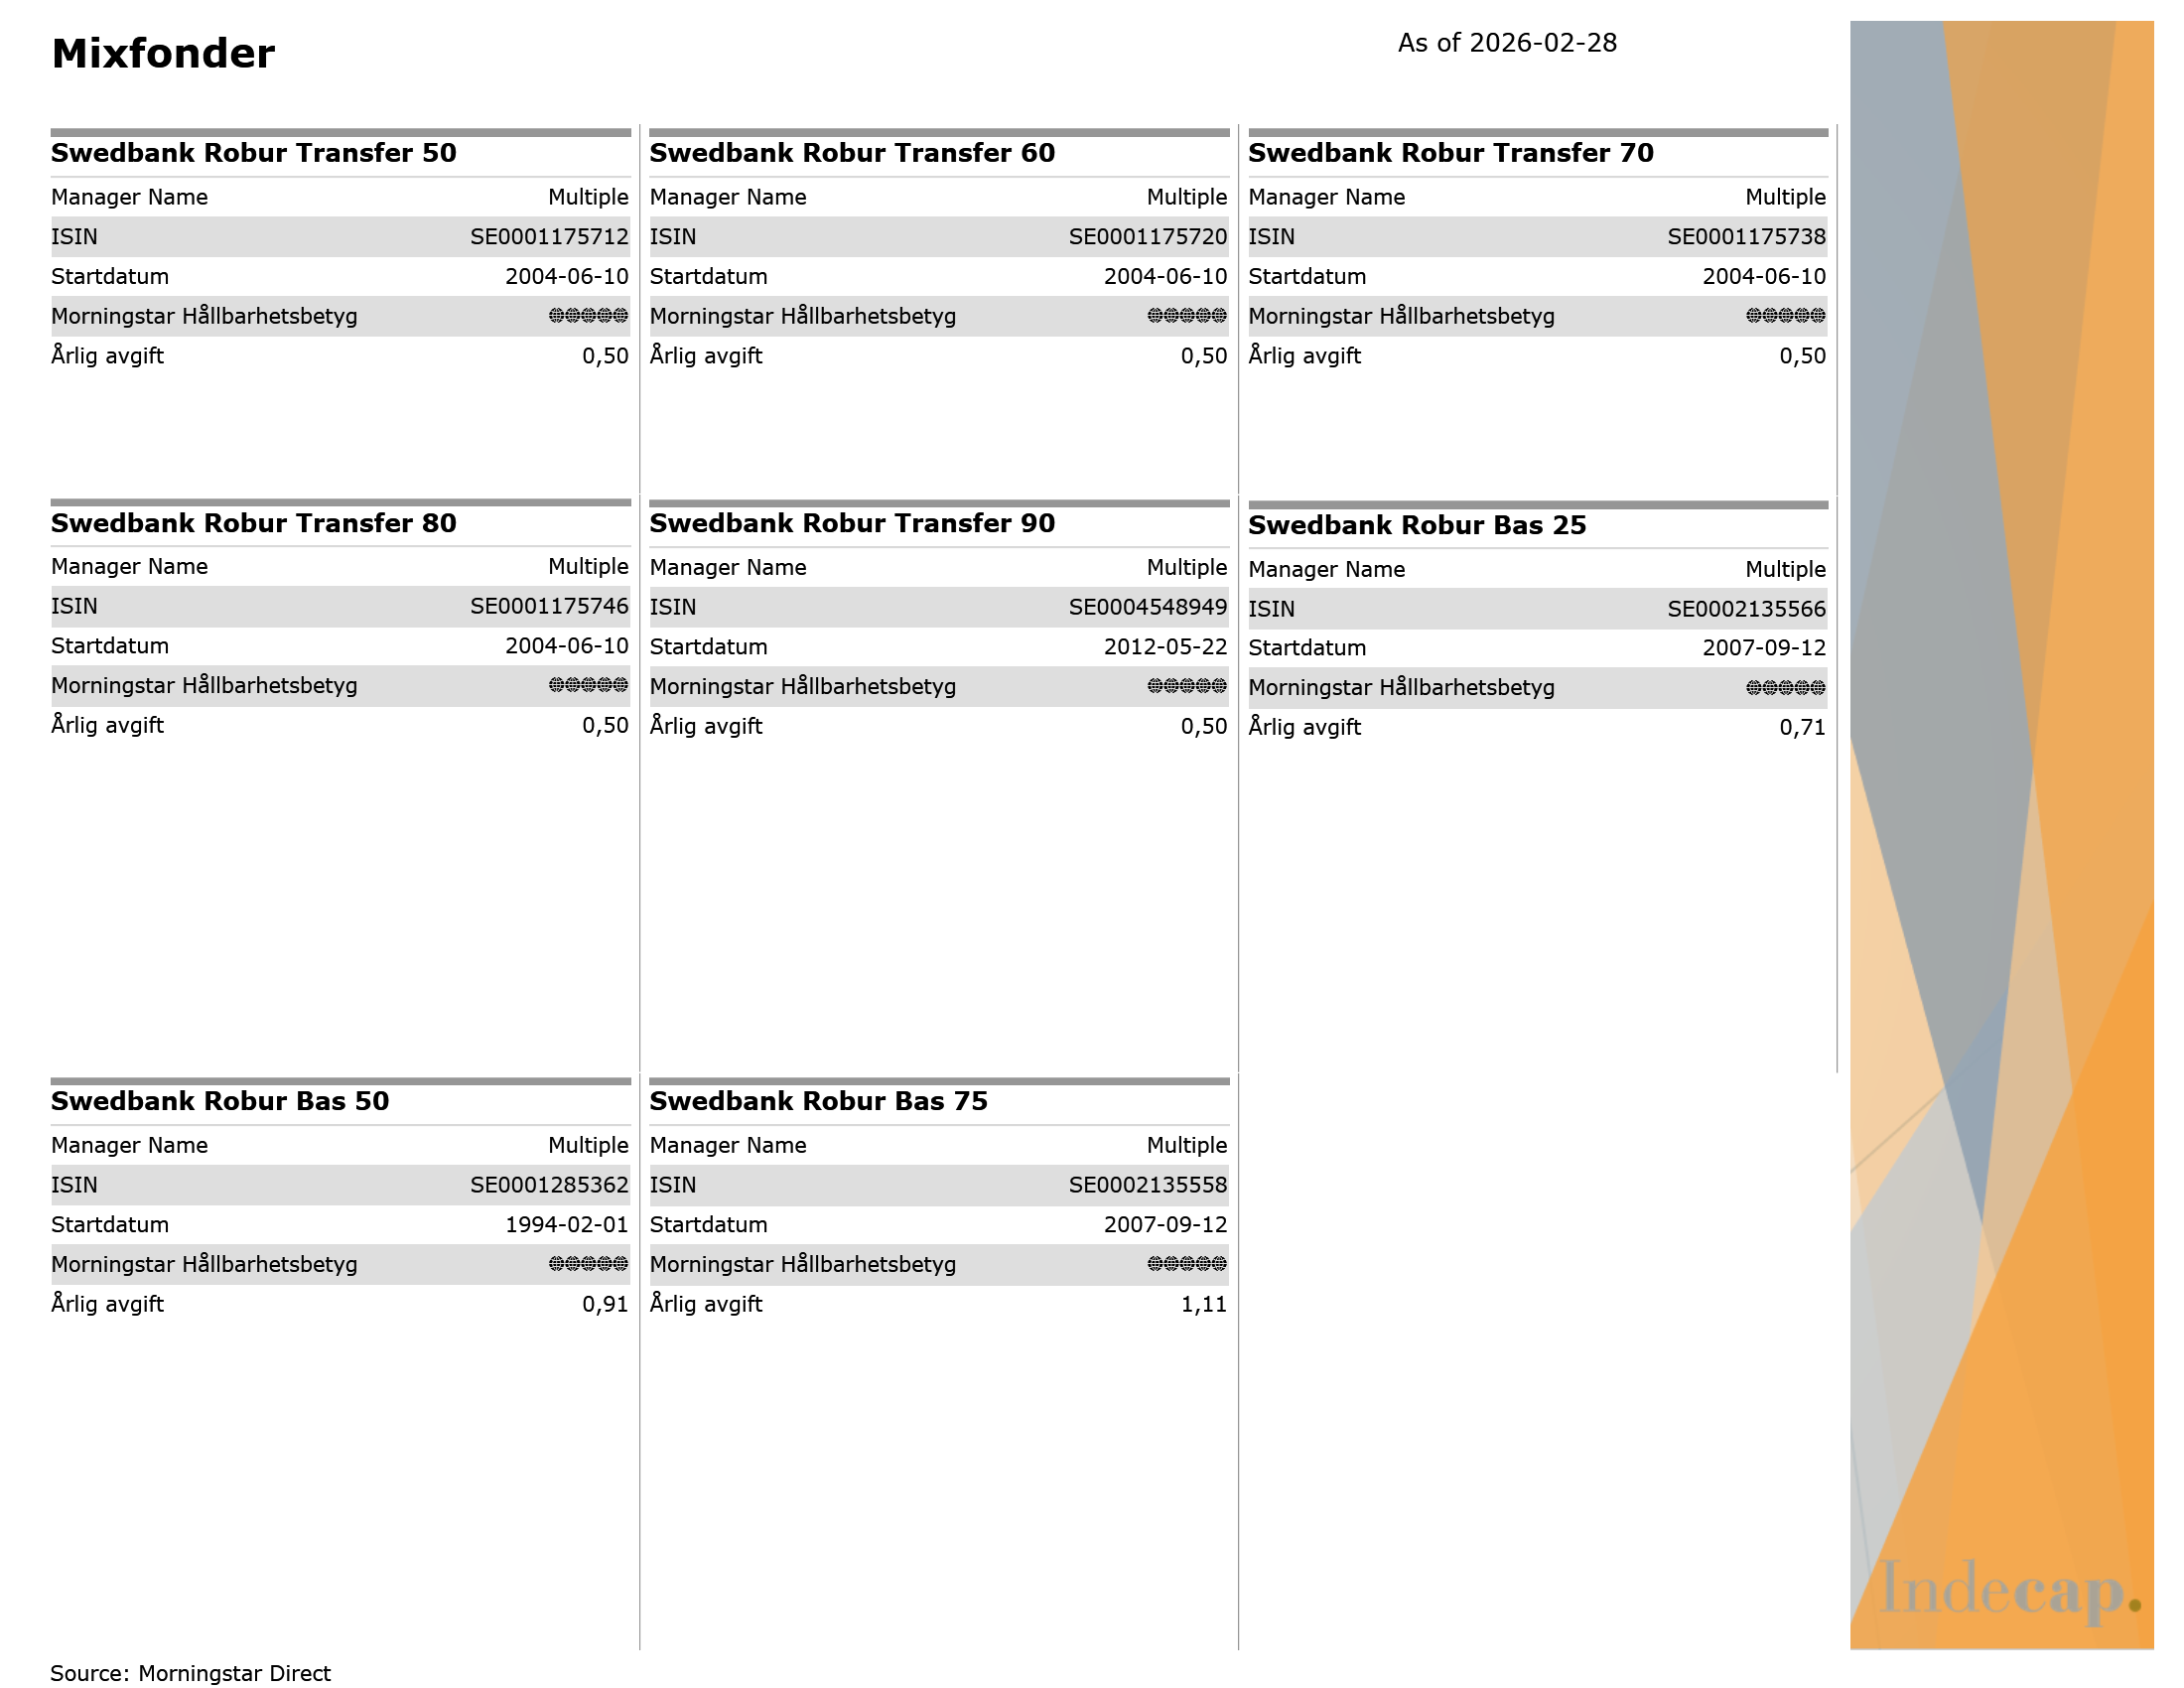 Mixfonder
As of 2026-02-28
Swedbank Robur Transfer 50
Manager Name Multiple
ISIN SE0001175712
Startdatum 2004-06-10
Morningstar Hållbarhetsbetyg
Årlig avgift 0,50
Swedbank Robur Transfer 60
Manager Name Multiple
ISIN SE0001175720
Startdatum 2004-06-10
Morningstar Hållbarhetsbetyg
Årlig avgift 0,50
Swedbank Robur Transfer 70
Manager Name Multiple
ISIN SE0001175738
Startdatum 2004-06-10
Morningstar Hållbarhetsbetyg
Årlig avgift 0,50
Swedbank Robur Transfer 80
Manager Name Multiple
ISIN SE0001175746
Startdatum 2004-06-10
Morningstar Hållbarhetsbetyg
Årlig avgift 0,50
Swedbank Robur Transfer 90
Manager Name Multiple
ISIN SE0004548949
Startdatum 2012-05-22
Morningstar Hållbarhetsbetyg
Årlig avgift 0,50
Swedbank Robur Bas 25
Manager Name Multiple
ISIN SE0002135566
Startdatum 2007-09-12
Morningstar Hållbarhetsbetyg
Årlig avgift 0,71
Swedbank Robur Bas 50
Manager Name Multiple
ISIN SE0001285362
Startdatum 1994-02-01
Morningstar Hållbarhetsbetyg
Årlig avgift 0,91
Swedbank Robur Bas 75
Manager Name Multiple
ISIN SE0002135558
Startdatum 2007-09-12
Morningstar Hållbarhetsbetyg
Årlig avgift 1,11
Indecap.
Source: Morningstar Direct